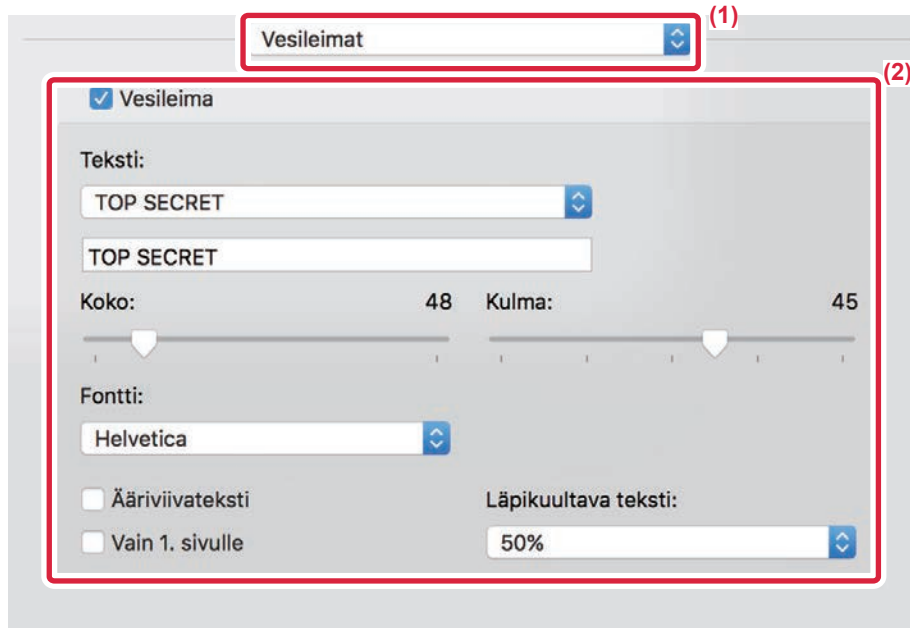 (1)
Vesileimat
(2)
Vesileima
Teksti:
TOP SECRET
TOP SECRET
Koko: 48 Kulma: 45
Fontti:
Helvetica
Ääriviivateksti Läpikuultava teksti:
Vain 1. sivulle 50%